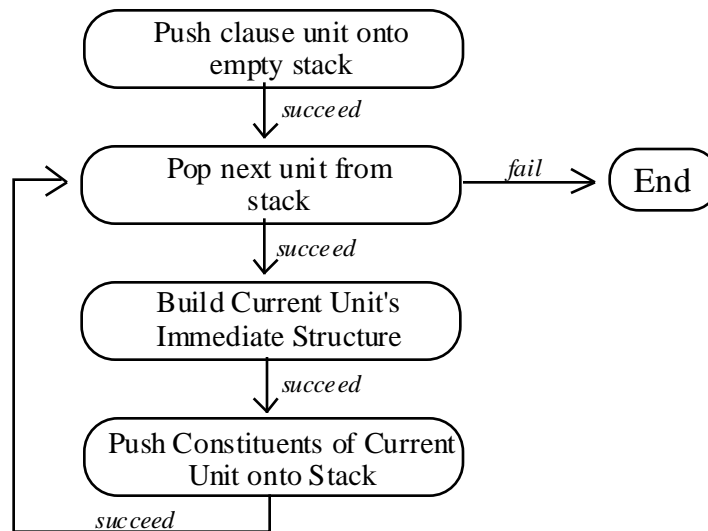 Push clause unit onto
empty stack
succeed
Pop next unit from
stack
fail
End
succeed
Build Current Unit's
Immediate Structure
succeed
Push Constituents of Current
Unit onto Stack
succeed